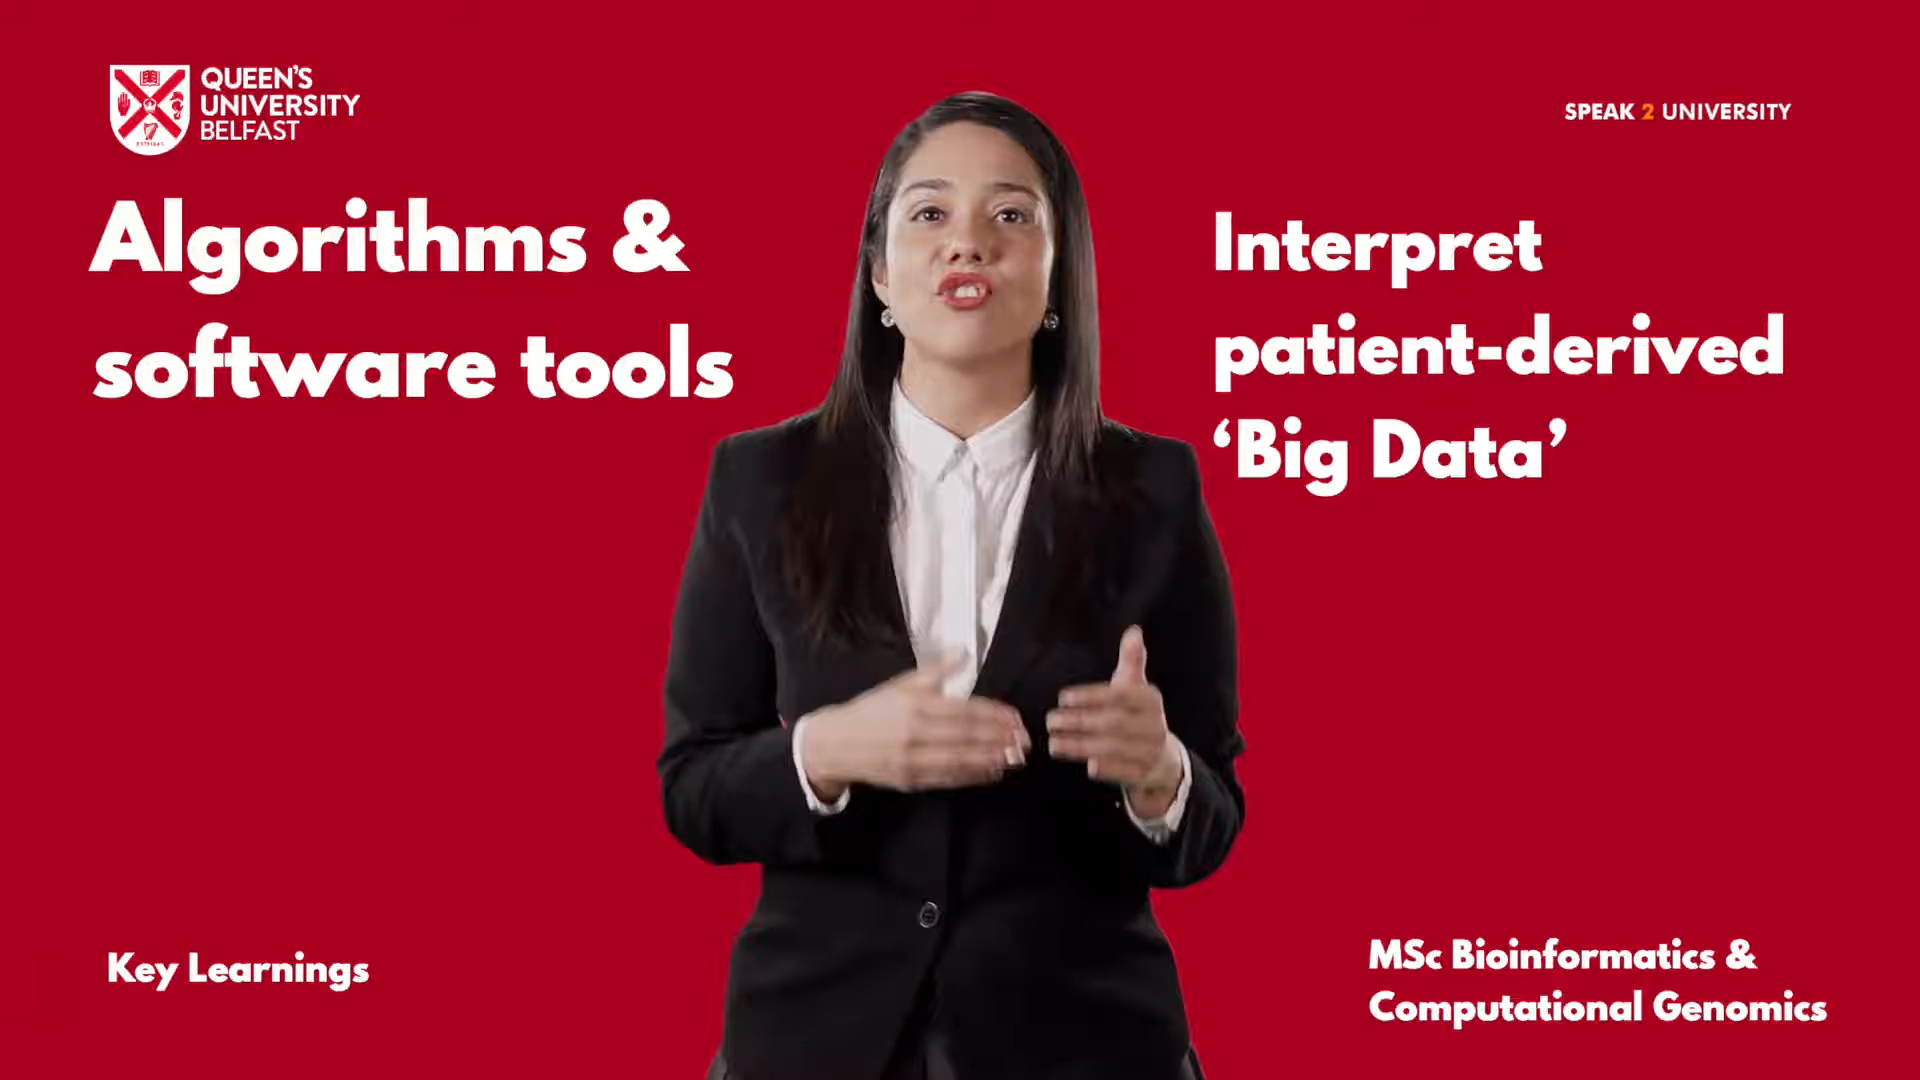 QUEEN'S
UNIVERSITY
BELFAST
SPEAK 2 UNIVERSITY
Algorithms &
software tools
Interpret
patient-derived
‘Big Data’
Key Learnings
MSc Bioinformatics &
Computational Genomics